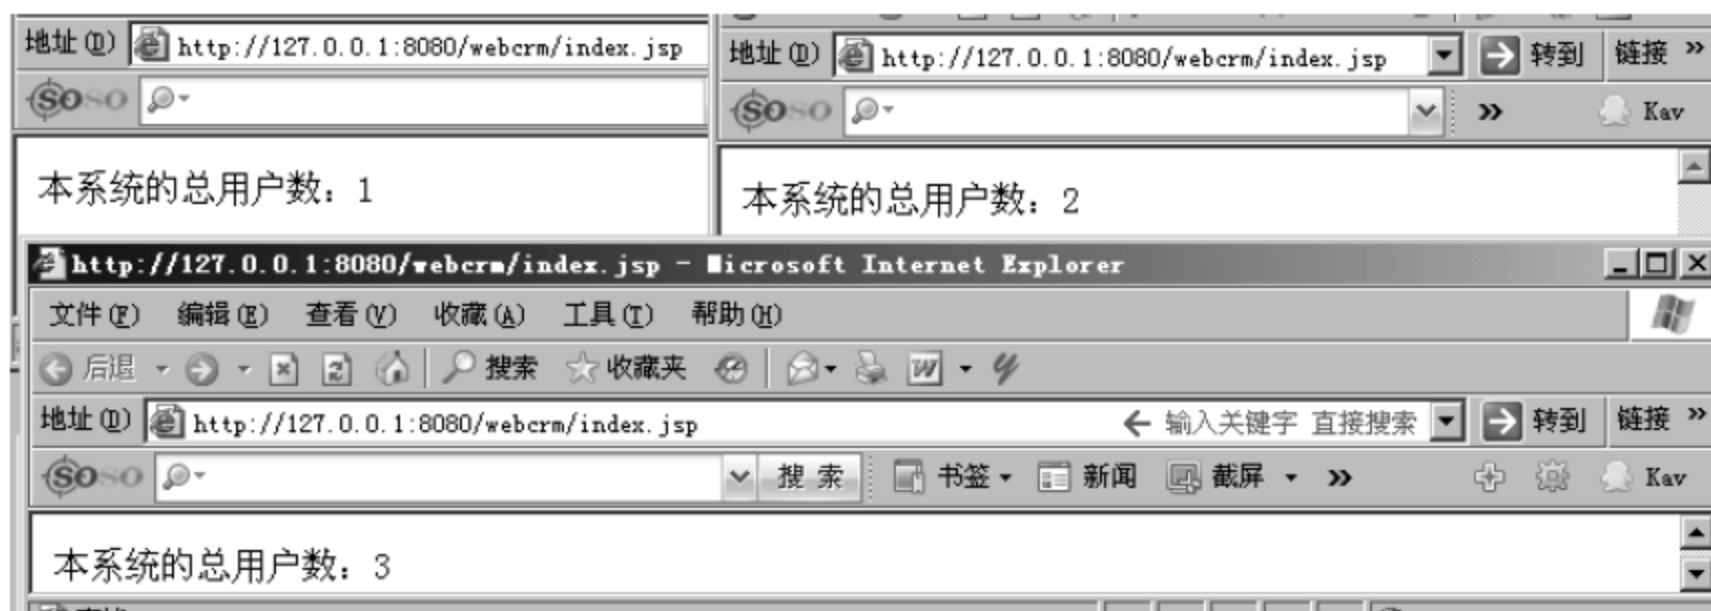 地址(D) http://127.0.0.1:8080/webcrm/index.jsp
SOSO
本系统的总用户数：1
地址(D) http://127.0.0.1:8080/webcrm/index.jsp 转到 链接 »
SOSO » Kav
本系统的总用户数：2
http://127.0.0.1:8080/webcrm/index.jsp - Microsoft Internet Explorer
文件(F) 编辑(E) 查看(V) 收藏(A) 工具(T) 帮助(H)
后退 搜索 收藏夹
地址(D) http://127.0.0.1:8080/webcrm/index.jsp ← 输入关键字 直接搜索 转到 链接 »
SOSO 搜 索 书签 新闻 截屏 » Kav
本系统的总用户数：3